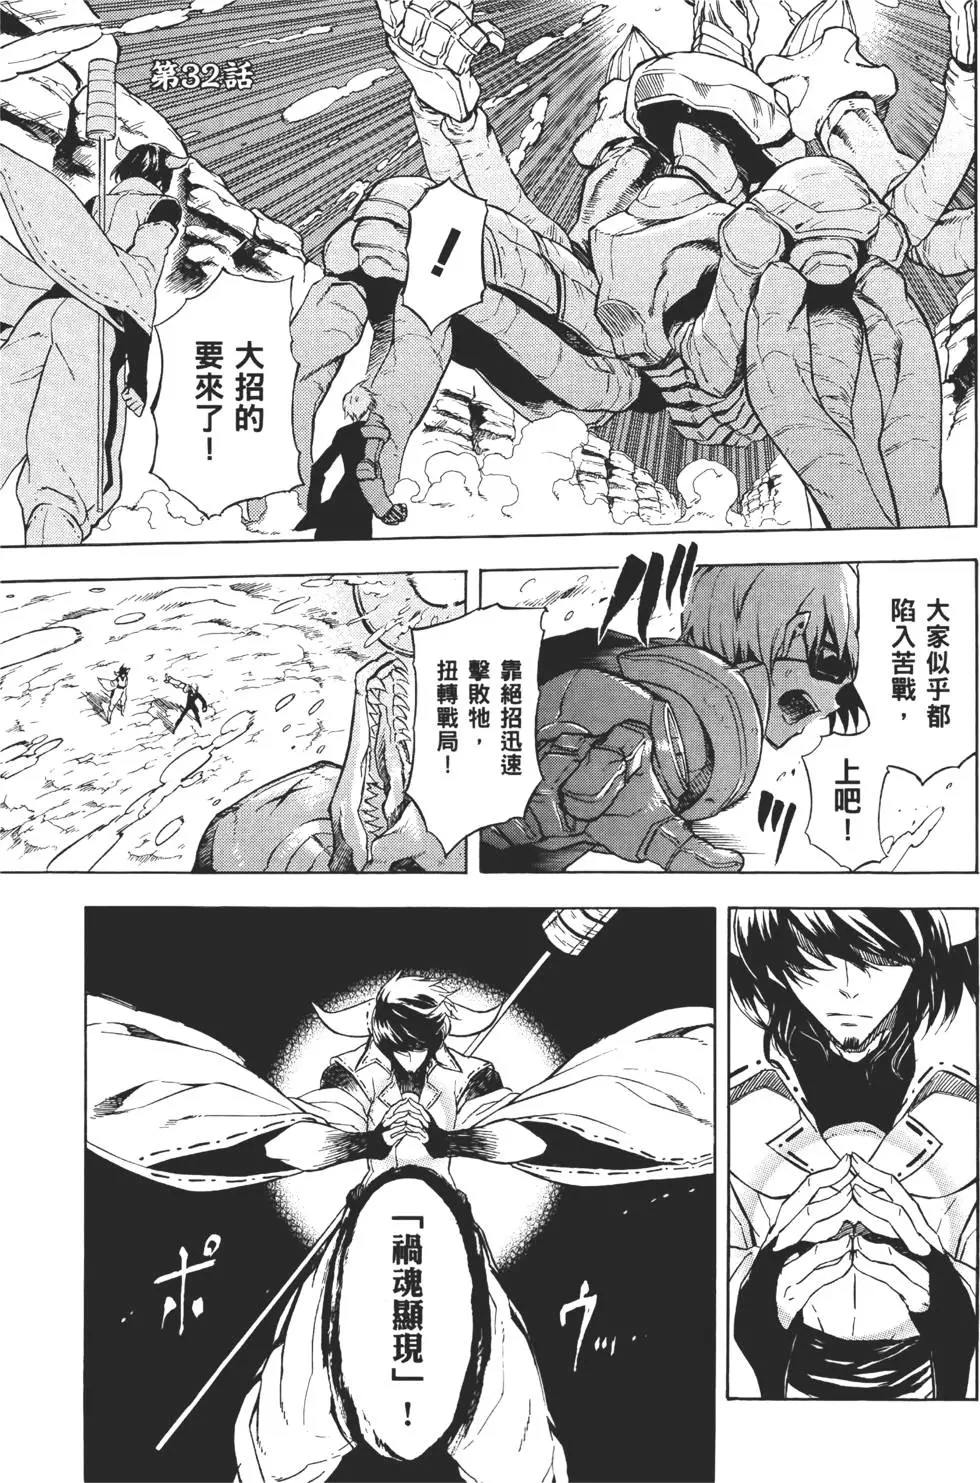 第32話
！
大招的
要來了！
大家似乎都
陷入苦戰，
上吧！
靠絕招迅速
擊敗牠，
扭轉戰局！
「禍魂顯現」！
ポ
ウッ